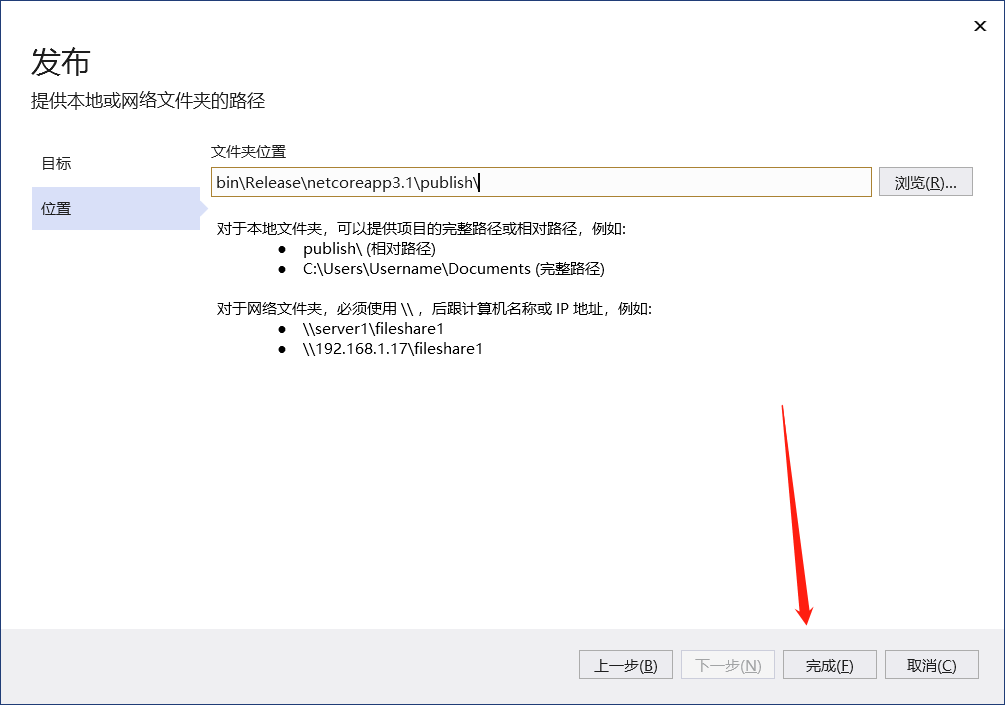 发布
提供本地或网络文件夹的路径
目标
位置
文件夹位置
bin\Release\netcoreapp3.1\publish\
浏览(R)...
对于本地文件夹，可以提供项目的完整路径或相对路径，例如:
● publish\ (相对路径)
● C:\Users\Username\Documents (完整路径)
对于网络文件夹，必须使用 \\ ，后跟计算机名称或 IP 地址，例如:
● \\server1\fileshare1
● \\192.168.1.17\fileshare1
上一步(B)
下一步(N)
完成(F)
取消(C)